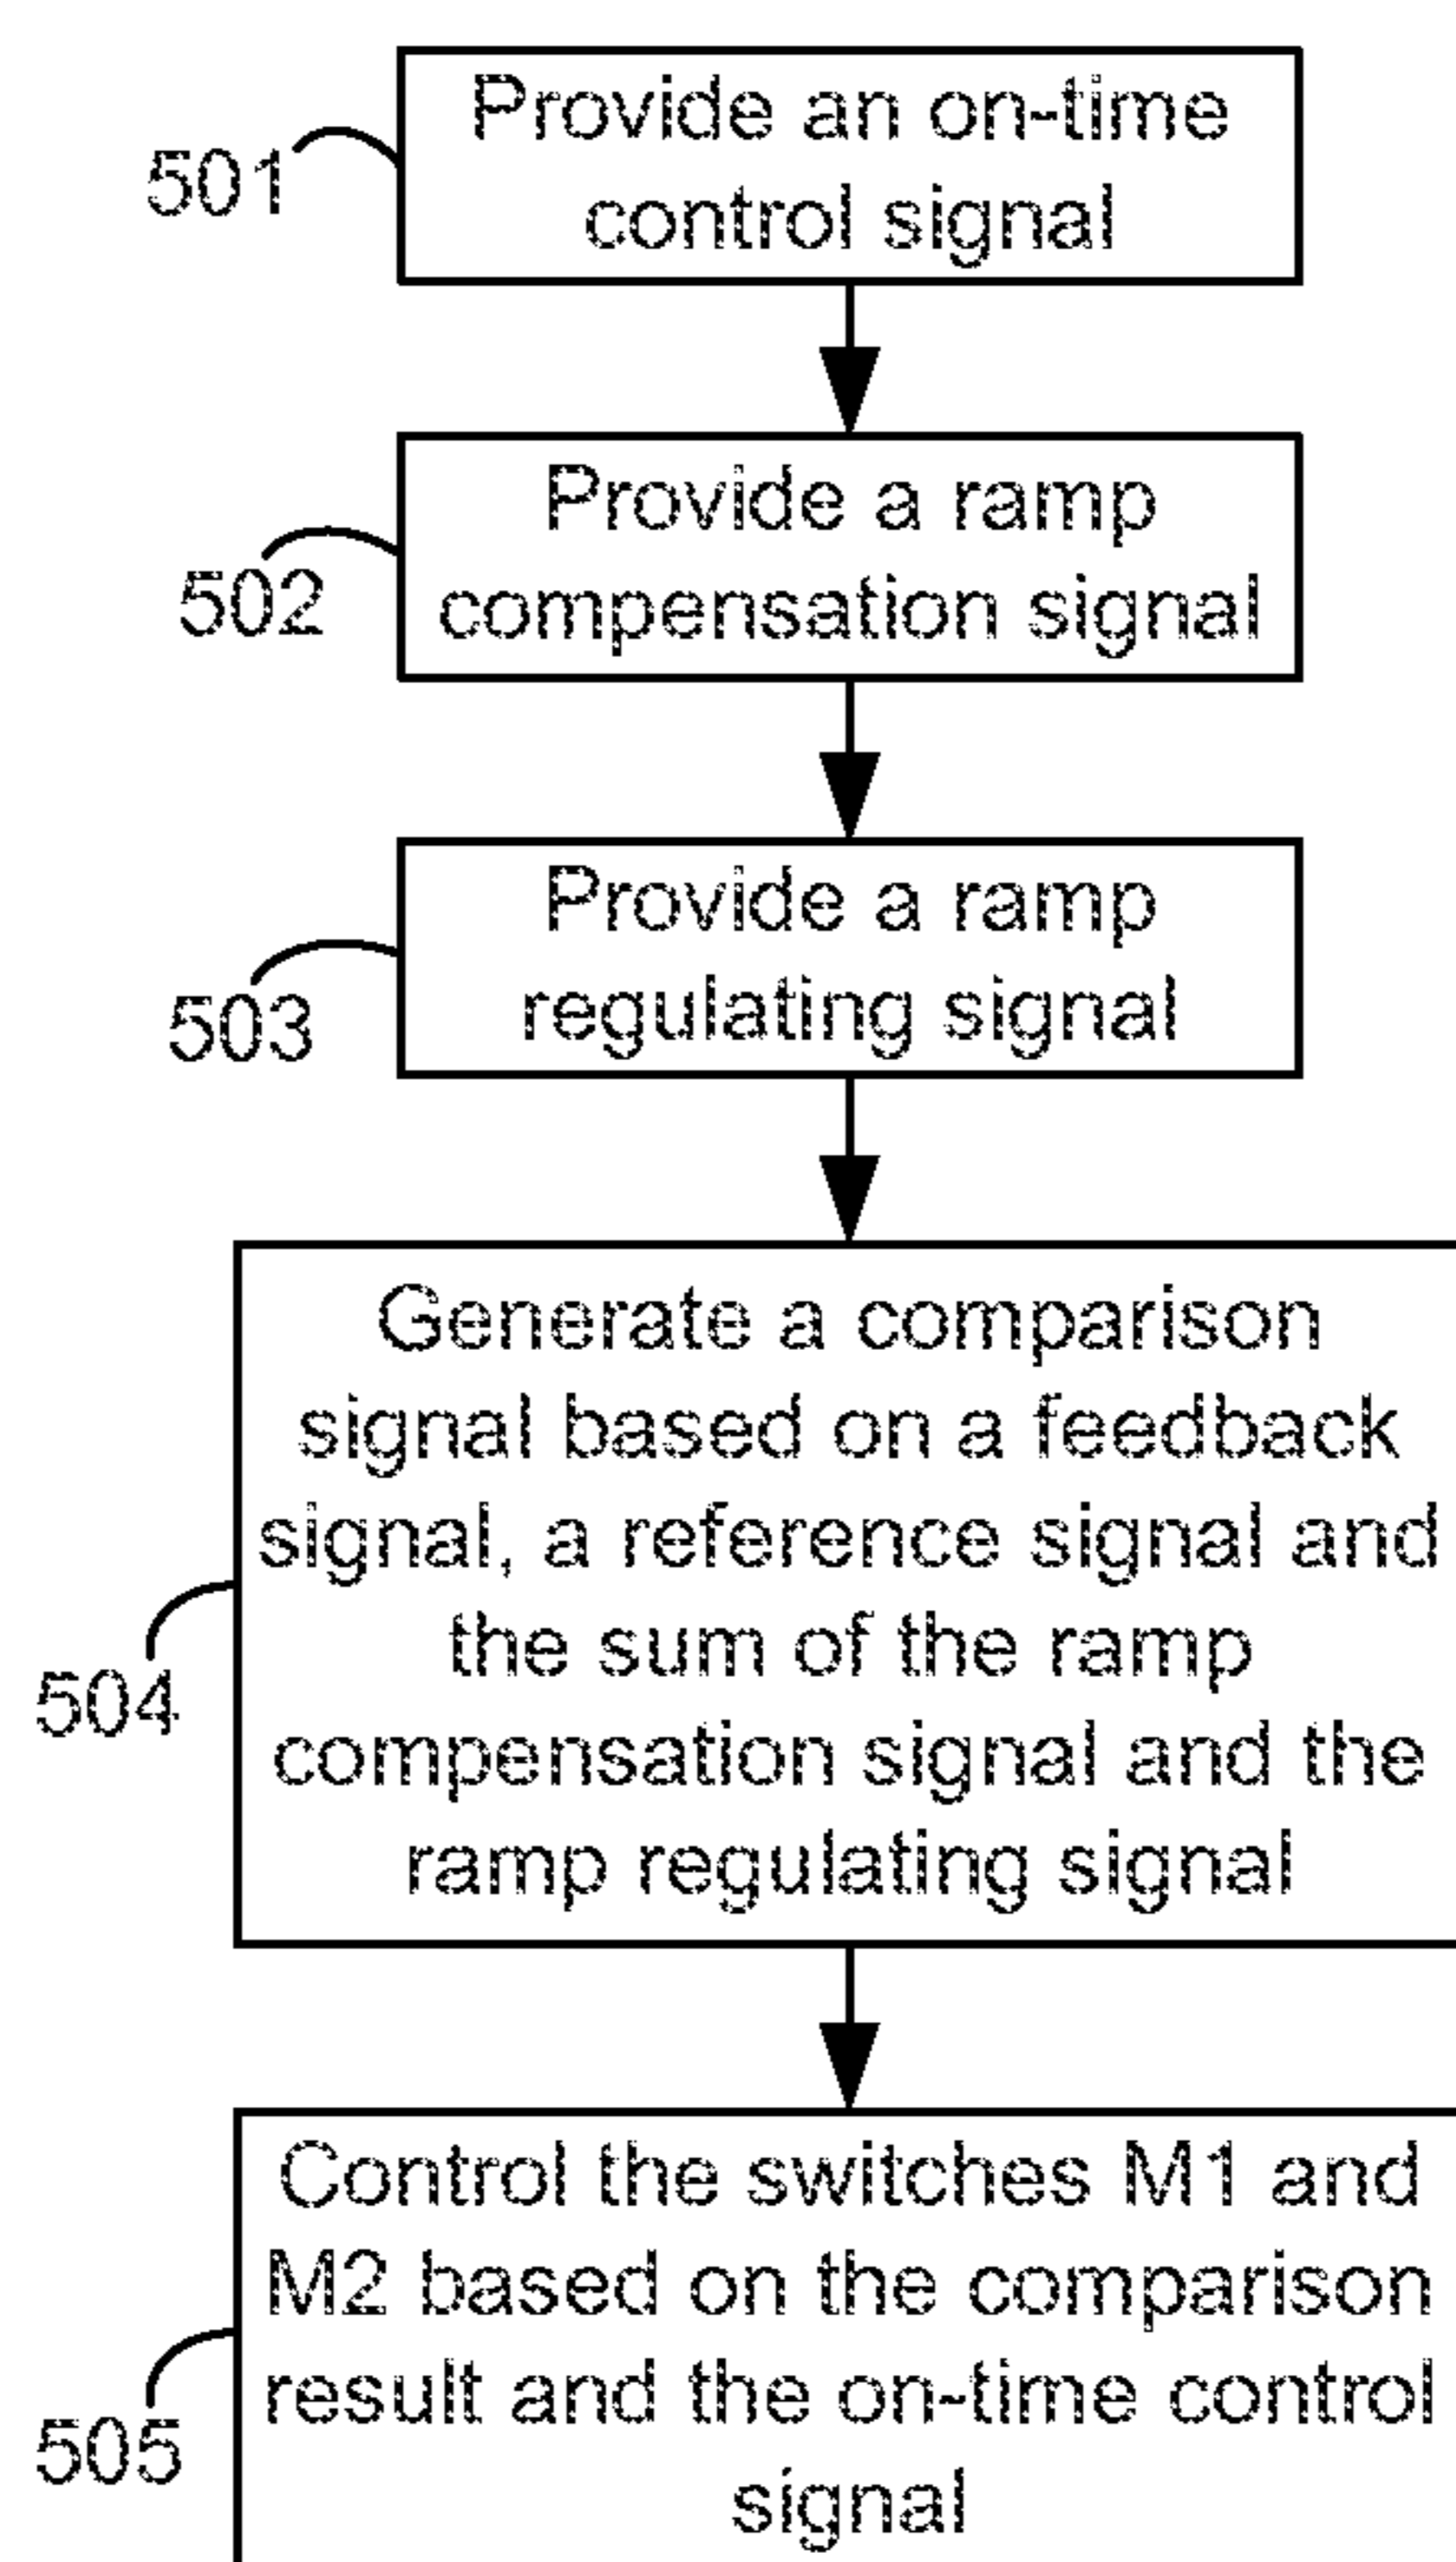 501
Provide an on-time
control signal
502
Provide a ramp
compensation signal
503
Provide a ramp
regulating signal
504
Generate a comparison
signal based on a feedback
signal, a reference signal and
the sum of the ramp
compensation signal and the
ramp regulating signal
505
Control the switches M1 and
M2 based on the comparison
result and the on-time control
signal